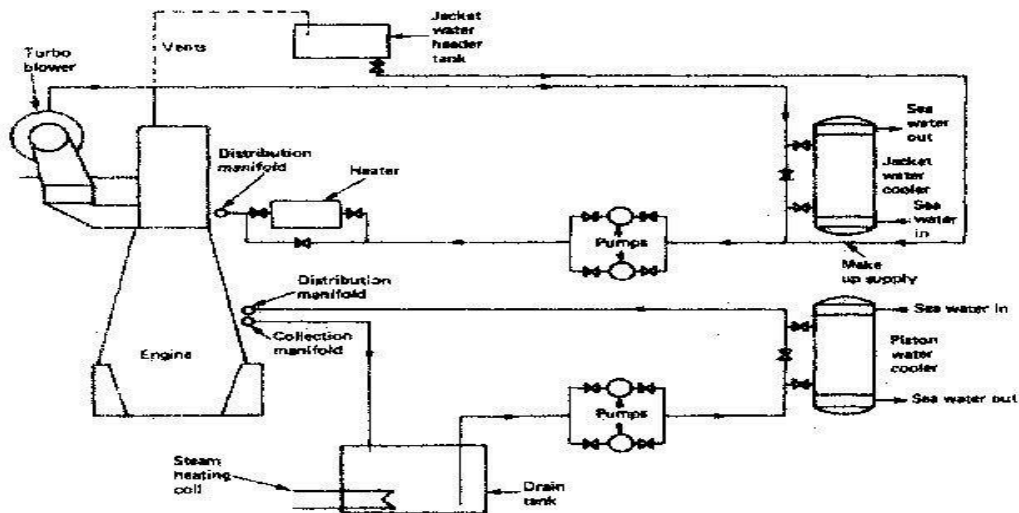 Jacket
water
header
tank
Vents
Turbo
blower
Sea
water
out
Distribution
manifold
Heater
Jacket
water
cooler
Sea
water
in
Pumps
Make
up supply
Distribution
manifold
Sea water in
Collection
manifold
Engine
Piston
water
cooler
Pumps
Sea water out
Steam
heating
coil
Drain
tank